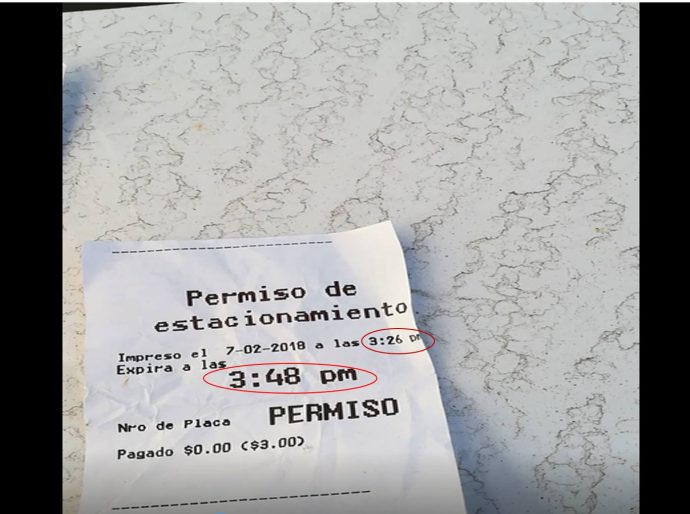 Permiso de
estacionamiento
Impreso el 7-02-2018 a las 3:26 pm
Expira a las
3:48 pm
Nro de Placa PERMISO
Pagado $0.00 ($3.00)